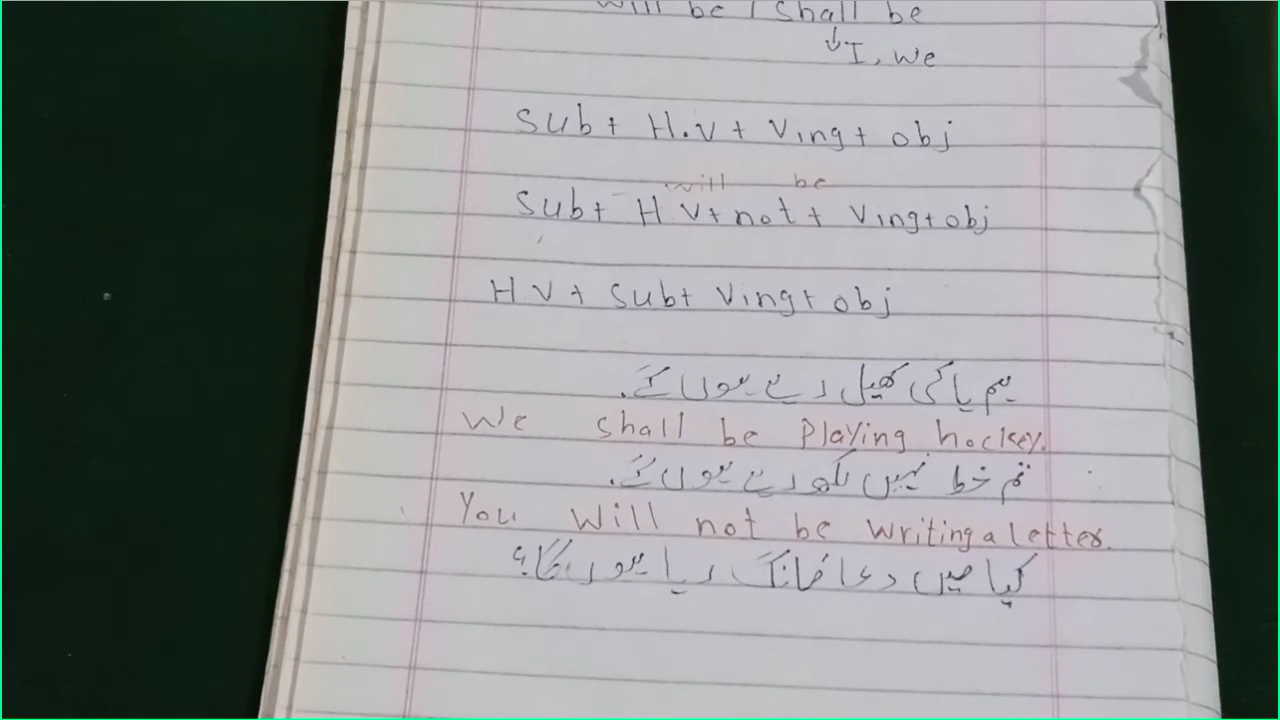 will be / shall be
↓ I, we
Sub + H.V + Ving + obj
will be
Sub + H V + not + Ving + obj
H V + Sub + Ving + obj
ہم ہاکی کھیل رہے ہوں گے۔
We shall be Playing hockey.
تم خط نہیں لکھ رہے ہوں گے۔
You will not be writing a letter.
کیا میں دعا مانگ رہا ہوں گا؟